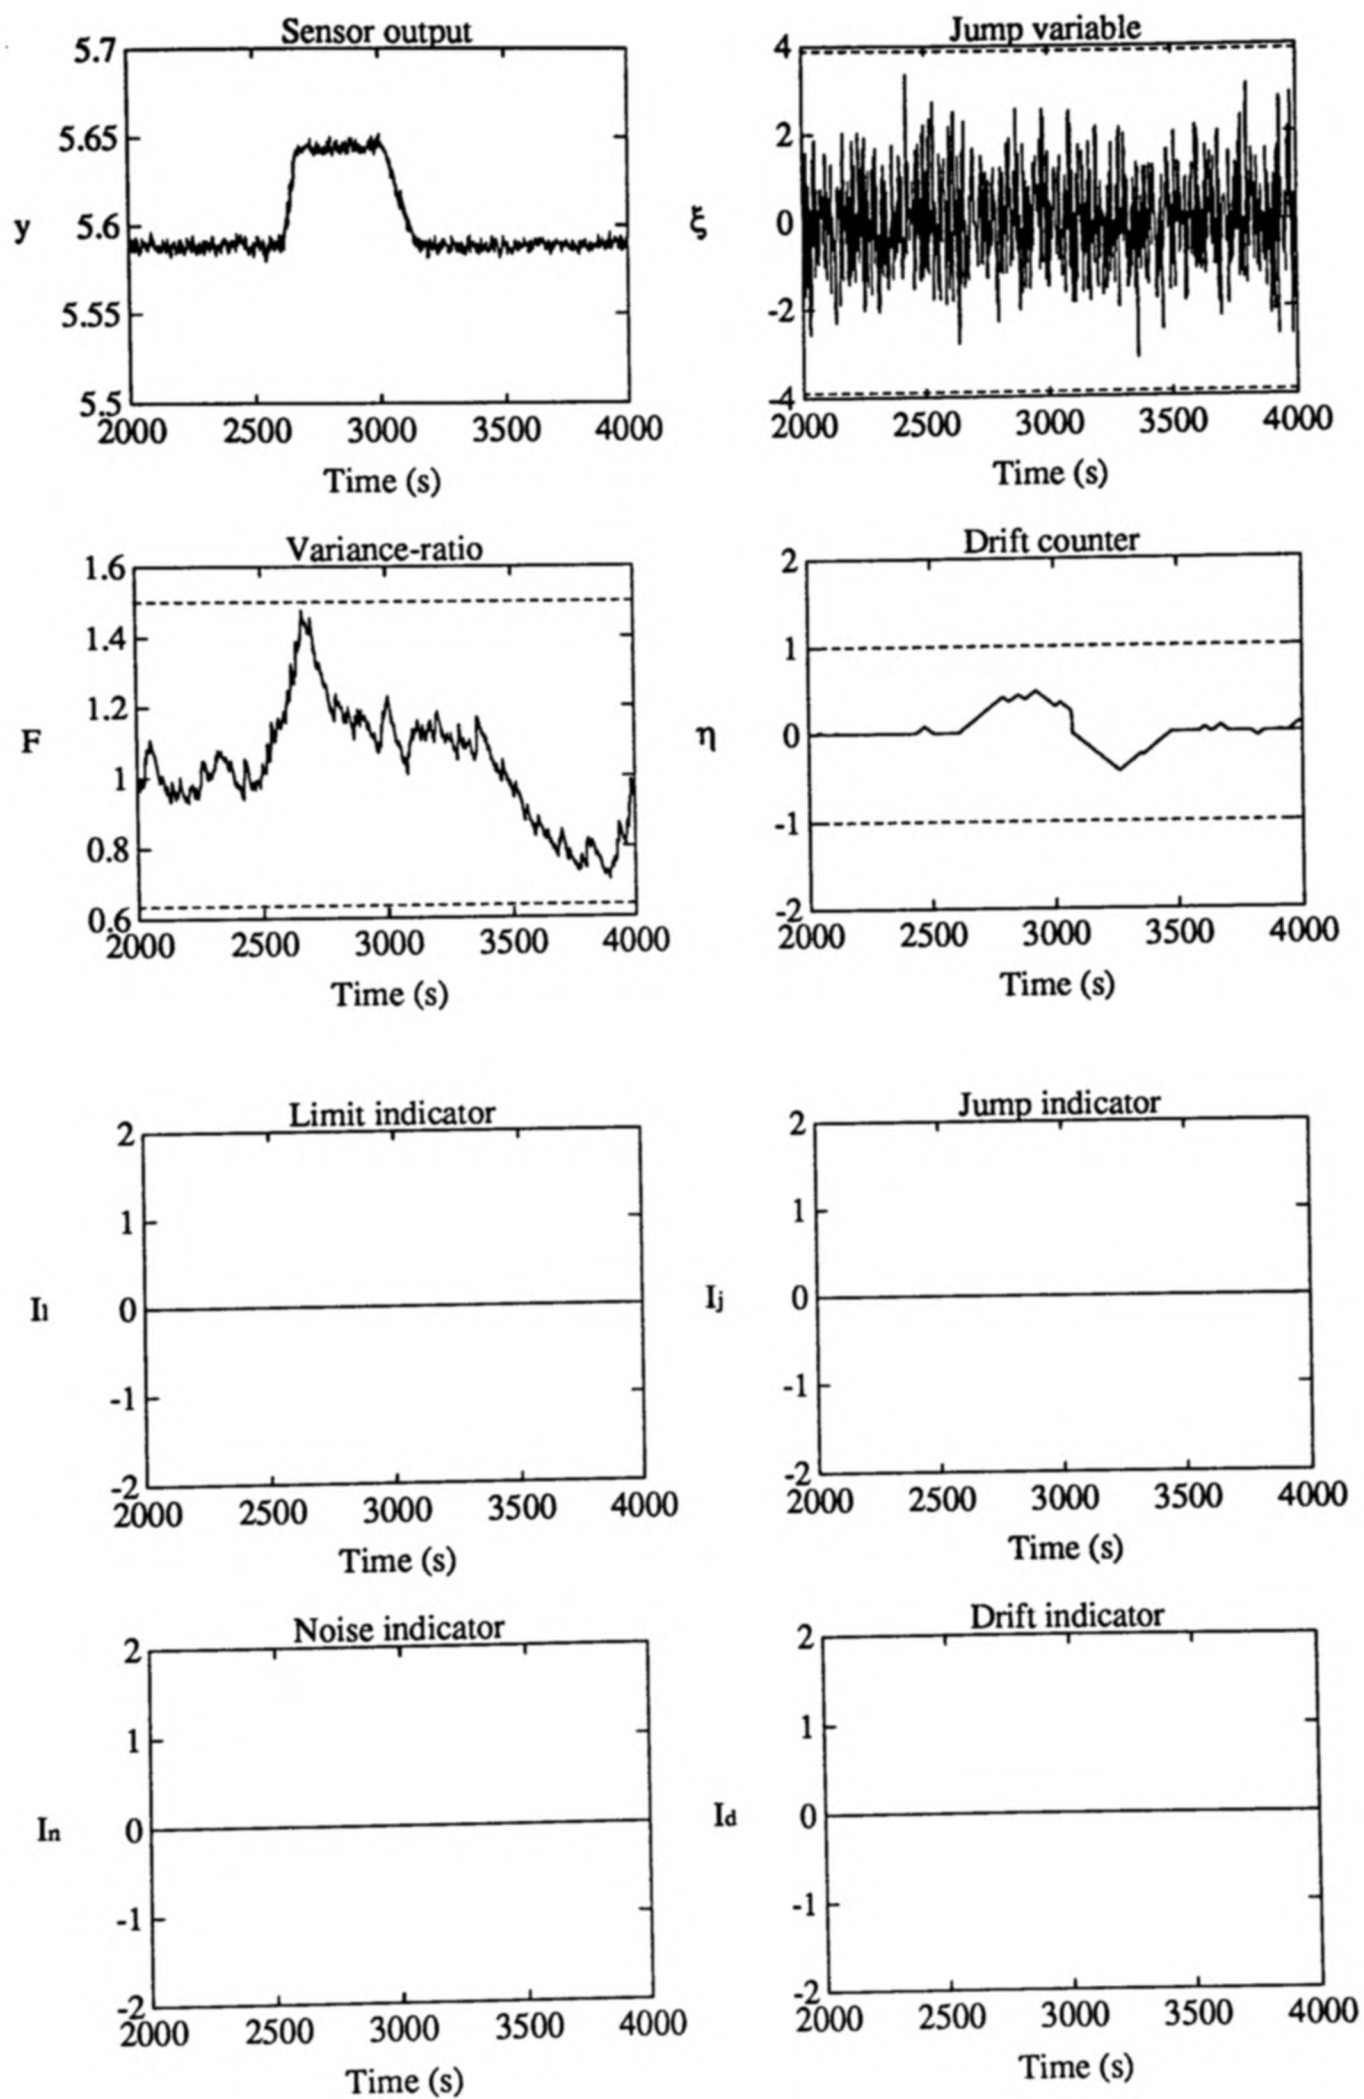 Sensor output
5.7
5.65
5.6
5.55
5.5
y
2000 2500 3000 3500 4000
Time (s)
Jump variable
4
2
0
-2
-4
ξ
2000 2500 3000 3500 4000
Time (s)
Variance-ratio
1.6
1.4
1.2
1
0.8
0.6
F
2000 2500 3000 3500 4000
Time (s)
Drift counter
2
1
0
-1
-2
η
2000 2500 3000 3500 4000
Time (s)
Limit indicator
2
1
0
-1
-2
Il
2000 2500 3000 3500 4000
Time (s)
Jump indicator
2
1
0
-1
-2
Ij
2000 2500 3000 3500 4000
Time (s)
Noise indicator
2
1
0
-1
-2
In
2000 2500 3000 3500 4000
Time (s)
Drift indicator
2
1
0
-1
-2
Id
2000 2500 3000 3500 4000
Time (s)